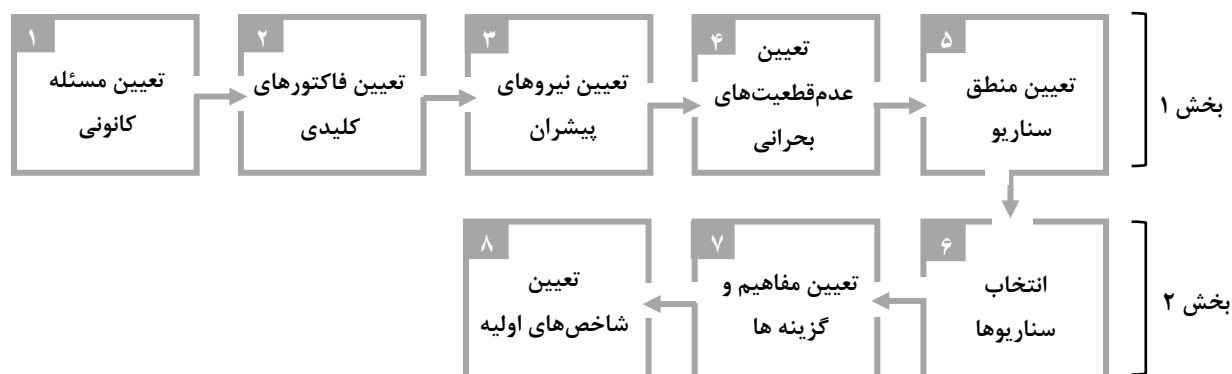 ۱
تعیین مسئله
کانونی
۲
تعیین فاکتورهای
کلیدی
۳
تعیین نیروهای
پیشران
۴
تعیین
عدم‌قطعیت‌های
بحرانی
۵
تعیین منطق
سناریو
بخش ۱
۶
انتخاب
سناریوها
۷
تعیین مفاهیم و
گزینه ها
۸
تعیین
شاخص‌های اولیه
بخش ۲